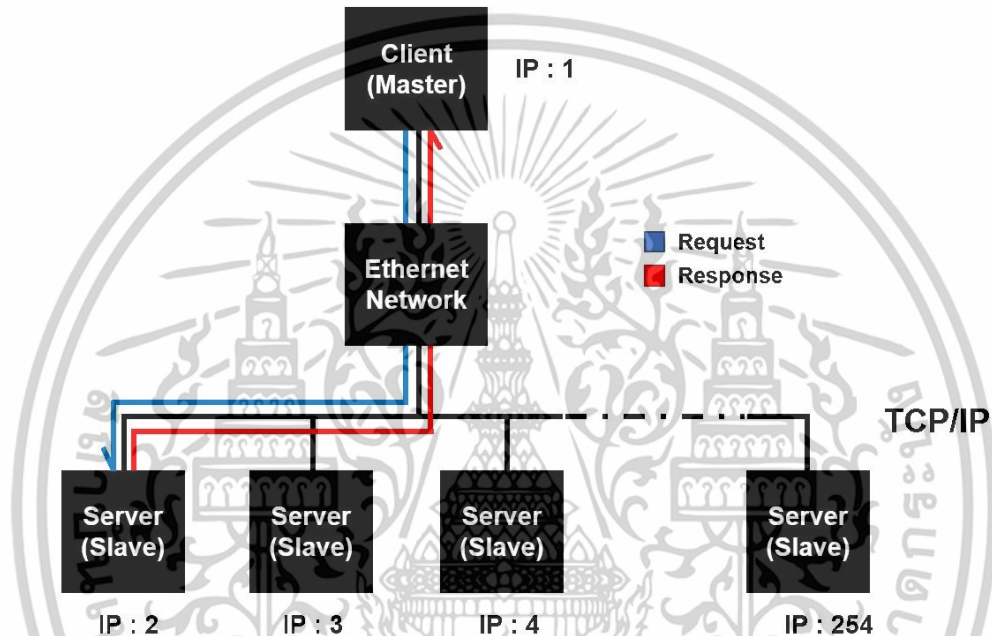 Client
(Master)
IP : 1
Ethernet
Network
Request
Response
TCP/IP
Server
(Slave)
Server
(Slave)
Server
(Slave)
Server
(Slave)
IP : 2
IP : 3
IP : 4
IP : 254